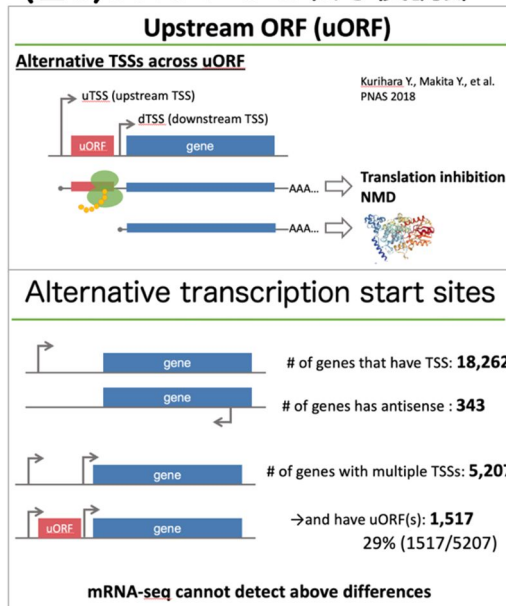 Upstream ORF (uORF)
Alternative TSSs across uORF
Kurihara Y., Makita Y., et al.
PNAS 2018
uTSS (upstream TSS)
dTSS (downstream TSS)
uORF
gene
AAA...
Translation inhibition
NMD
AAA...
Alternative transcription start sites
gene
# of genes that have TSS: 18,262
gene
# of genes has antisense : 343
gene
# of genes with multiple TSSs: 5,207
uORF
gene
→and have uORF(s): 1,517
29% (1517/5207)
mRNA-seq cannot detect above differences